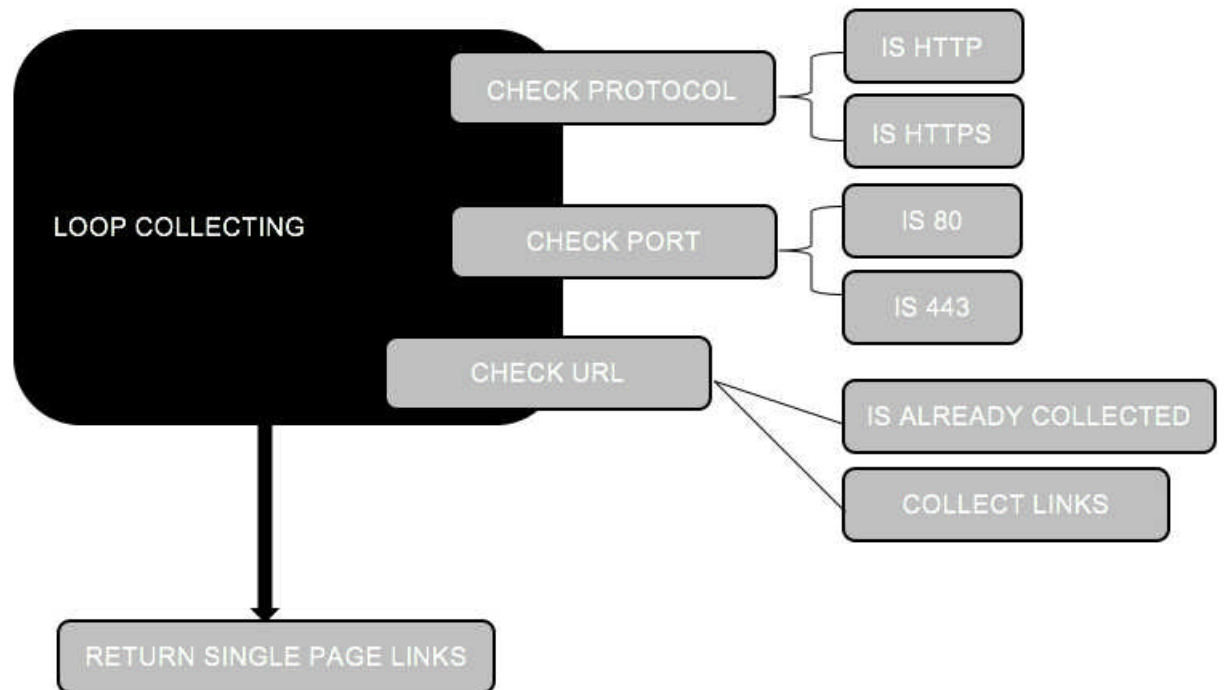 LOOP COLLECTING
CHECK PROTOCOL
IS HTTP
IS HTTPS
CHECK PORT
IS 80
IS 443
CHECK URL
IS ALREADY COLLECTED
COLLECT LINKS
RETURN SINGLE PAGE LINKS